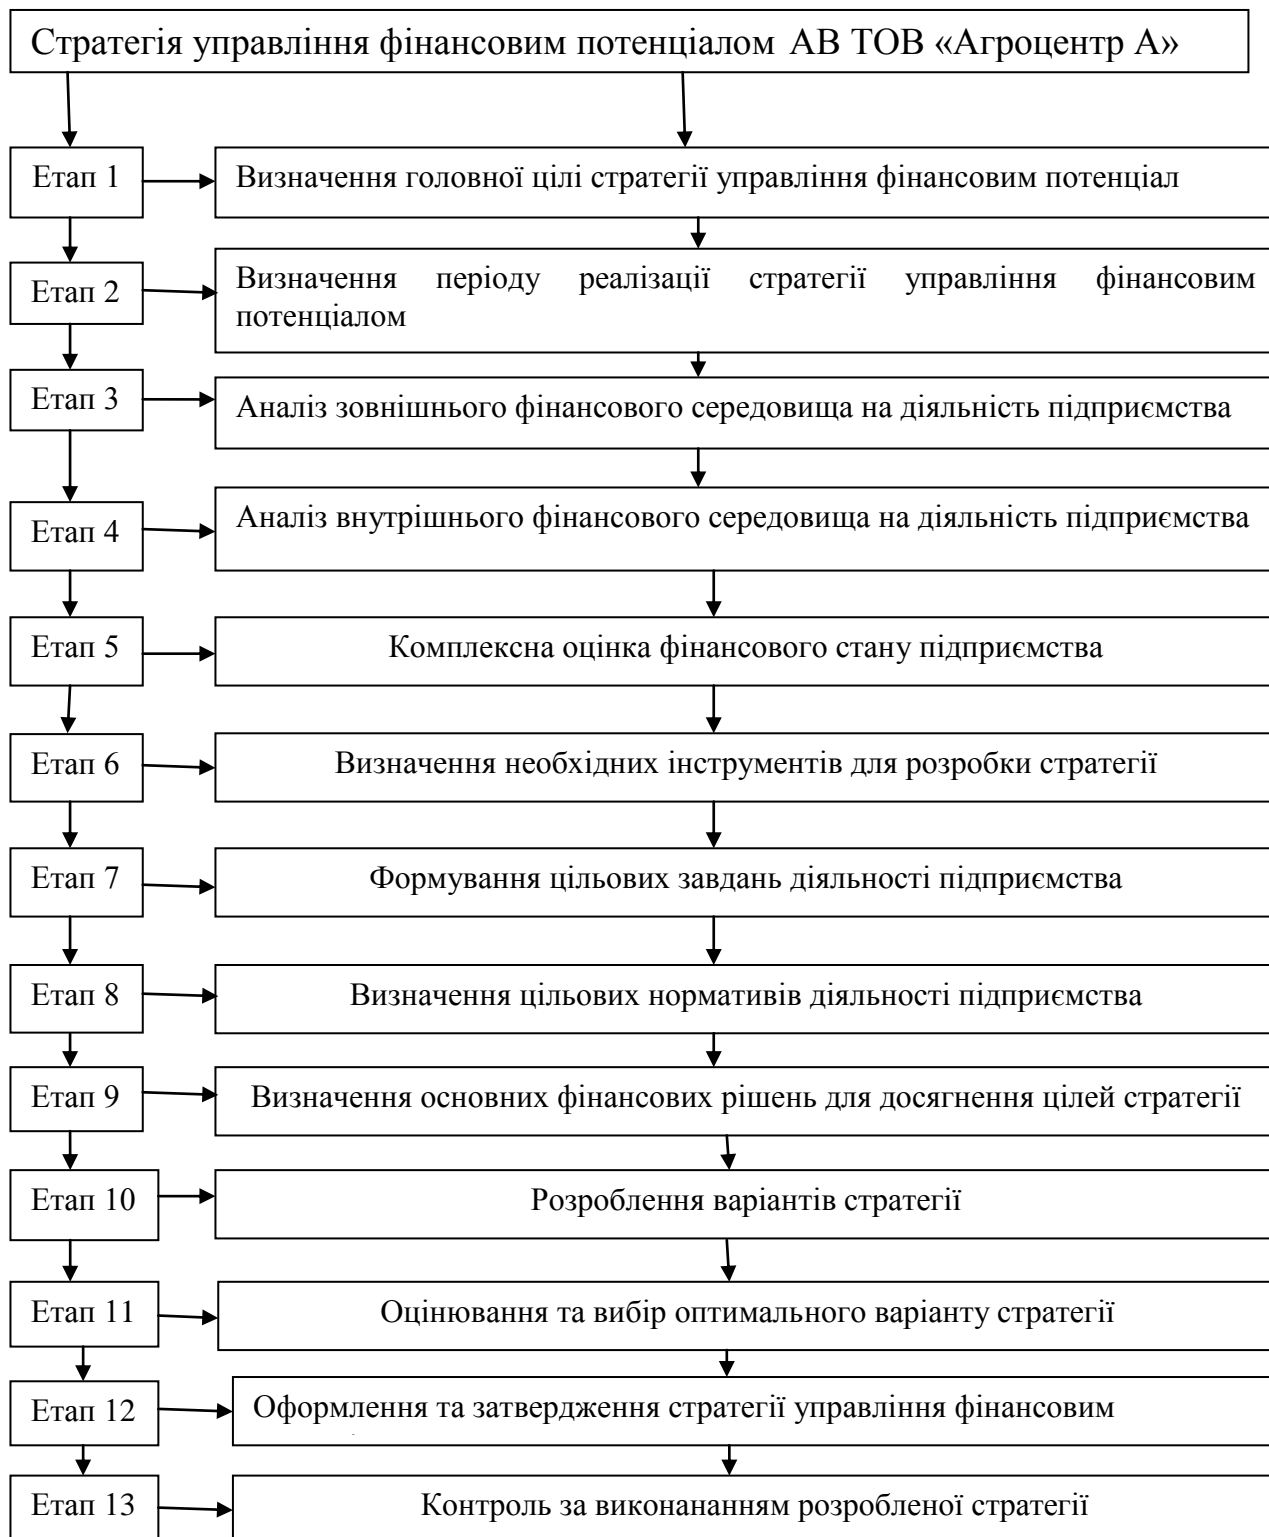 Стратегія управління фінансовим потенціалом АВ ТОВ «Агроцентр А»
Етап 1
Визначення головної цілі стратегії управління фінансовим потенціал
Етап 2
Визначення періоду реалізації стратегії управління фінансовим
потенціалом
Етап 3
Аналіз зовнішнього фінансового середовища на діяльність підприємства
Етап 4
Аналіз внутрішнього фінансового середовища на діяльність підприємства
Етап 5
Комплексна оцінка фінансового стану підприємства
Етап 6
Визначення необхідних інструментів для розробки стратегії
Етап 7
Формування цільових завдань діяльності підприємства
Етап 8
Визначення цільових нормативів діяльності підприємства
Етап 9
Визначення основних фінансових рішень для досягнення цілей стратегії
Етап 10
Розроблення варіантів стратегії
Етап 11
Оцінювання та вибір оптимального варіанту стратегії
Етап 12
Оформлення та затвердження стратегії управління фінансовим
Етап 13
Контроль за виконананням розробленої стратегії